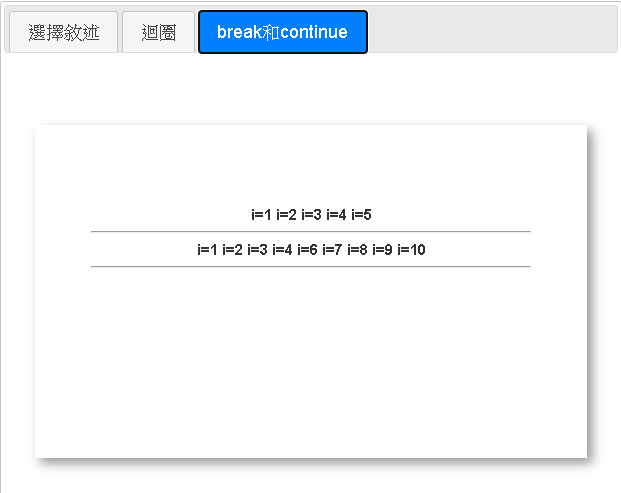 選擇敘述 迴圈 break和continue
i=1 i=2 i=3 i=4 i=5
i=1 i=2 i=3 i=4 i=6 i=7 i=8 i=9 i=10